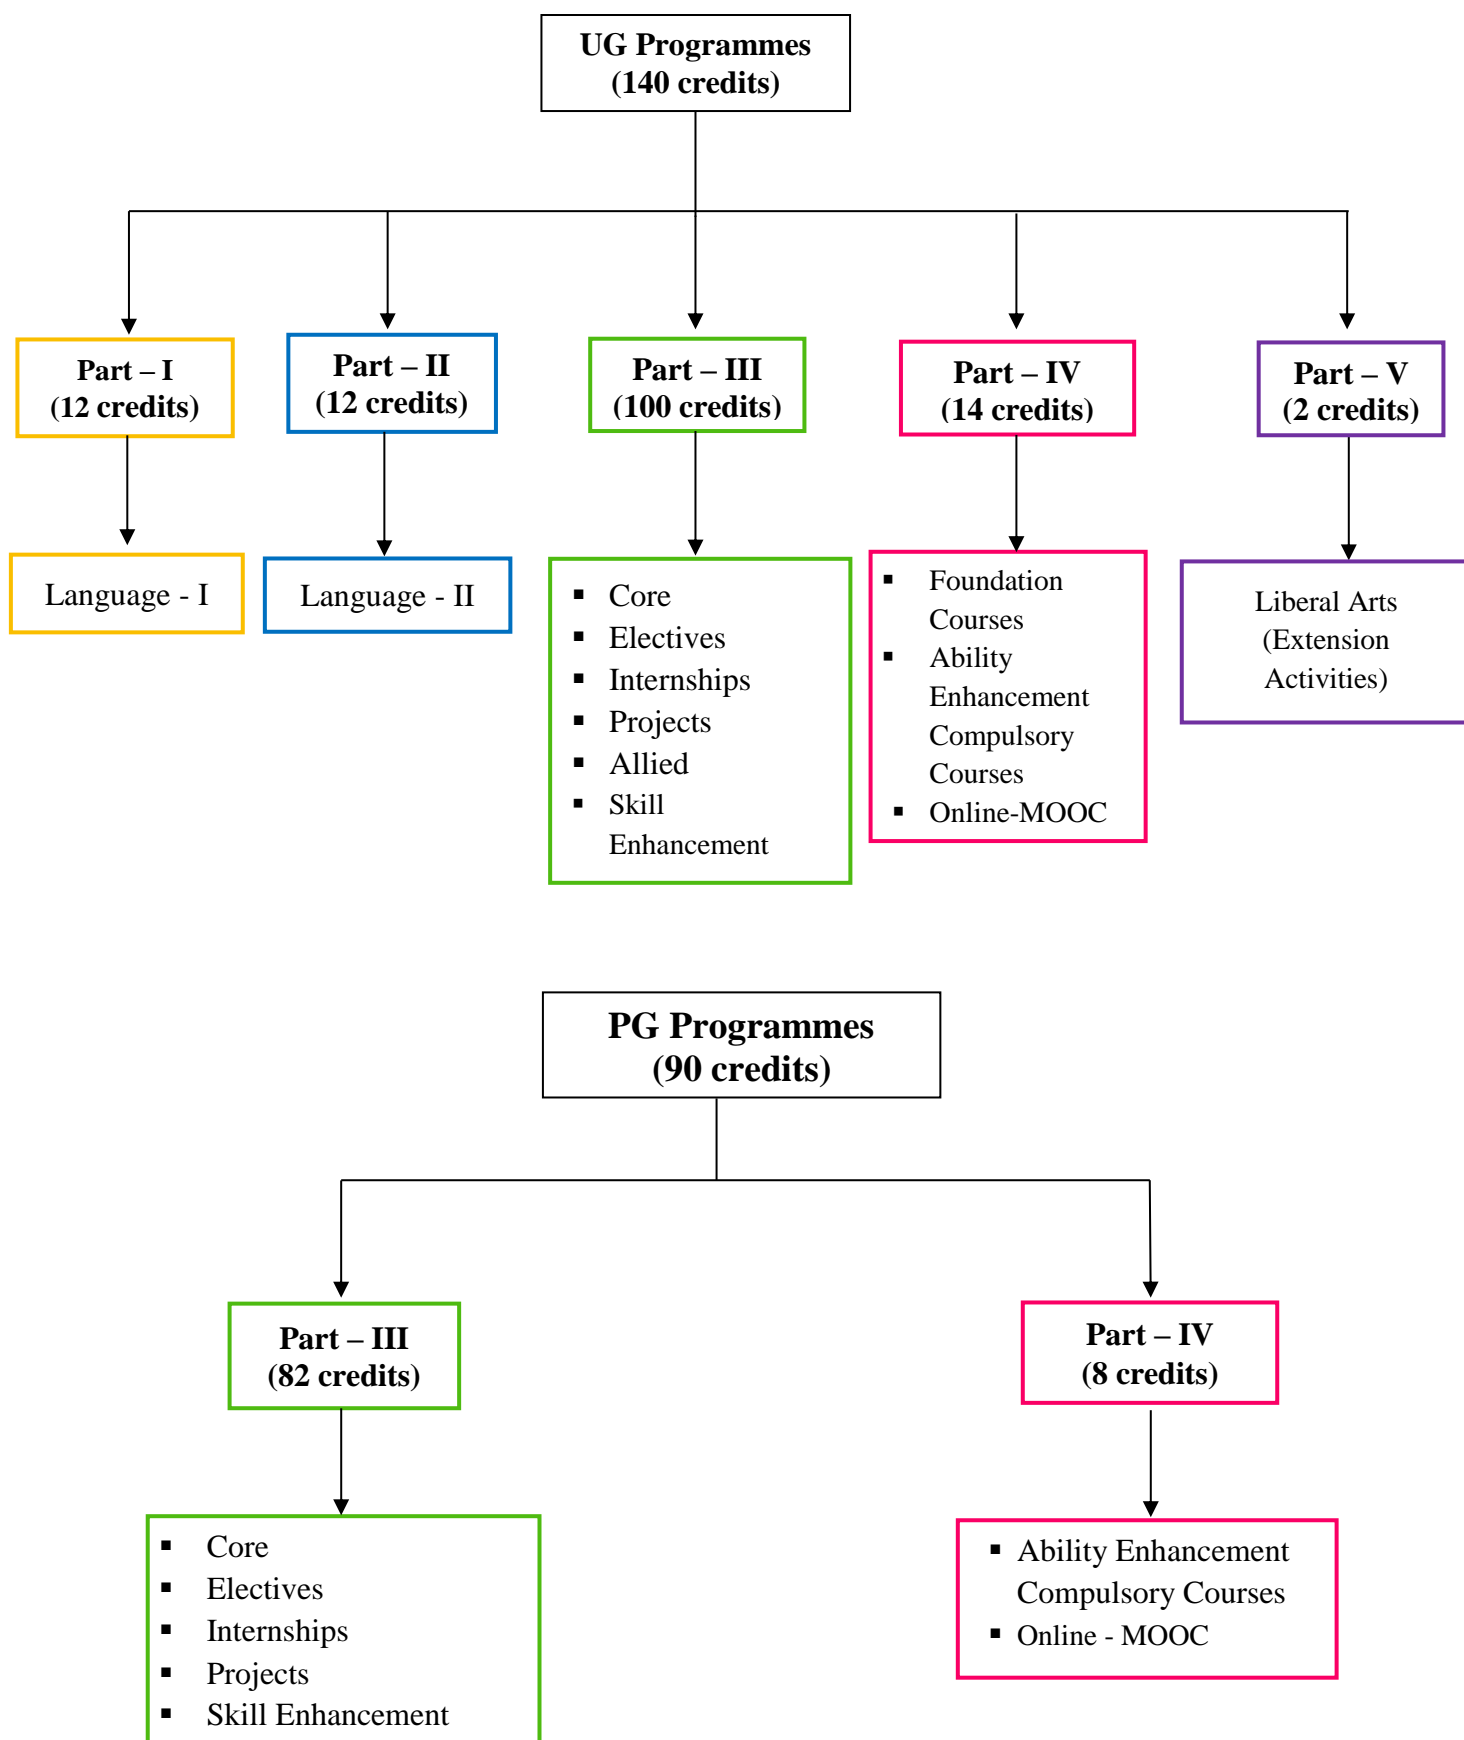 UG Programmes
(140 credits)
Part – I
(12 credits)
Part – II
(12 credits)
Part – III
(100 credits)
Part – IV
(14 credits)
Part – V
(2 credits)
Language - I
Language - II
▪ Core
▪ Electives
▪ Internships
▪ Projects
▪ Allied
▪ Skill
Enhancement
▪ Foundation
Courses
▪ Ability
Enhancement
Compulsory
Courses
▪ Online-MOOC
Liberal Arts
(Extension
Activities)
PG Programmes
(90 credits)
Part – III
(82 credits)
Part – IV
(8 credits)
▪ Core
▪ Electives
▪ Internships
▪ Projects
▪ Skill Enhancement
▪ Ability Enhancement
Compulsory Courses
▪ Online - MOOC